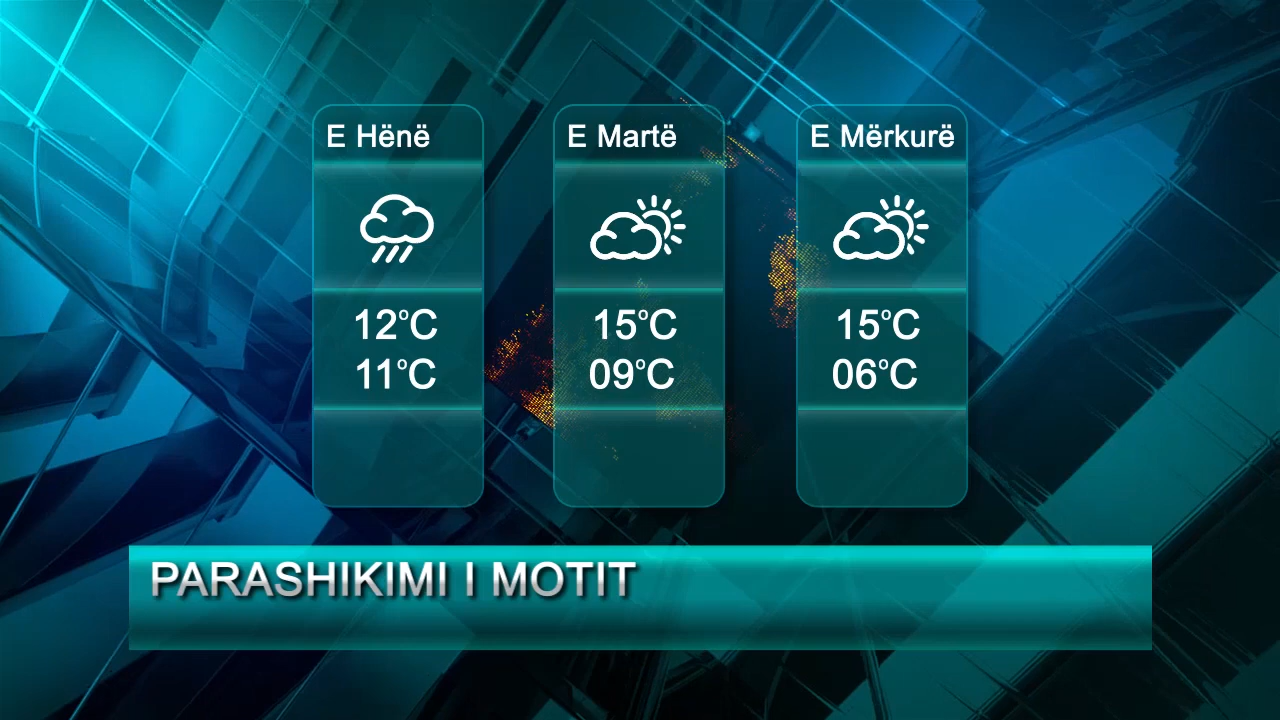 E Hënë
12°C
11°C
E Martë
15°C
09°C
E Mërkurë
15°C
06°C
PARASHIKIMI I MOTIT